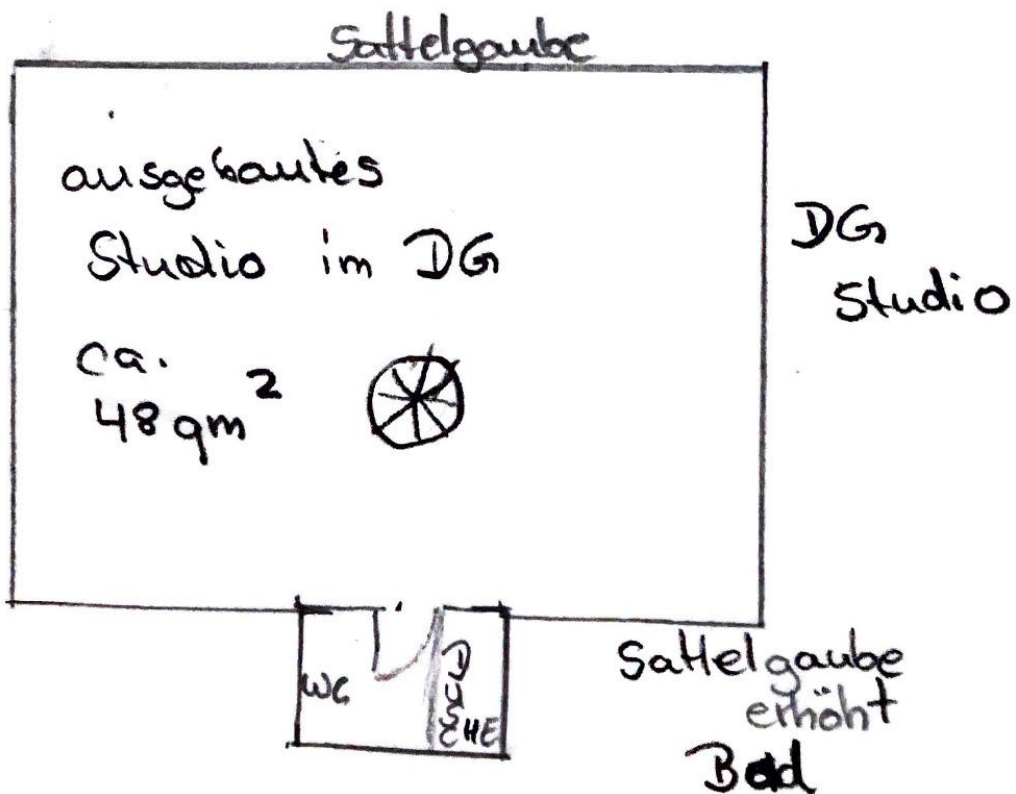 Sattelgaube
ausgebautes
Studio im DG
ca.
48 qm²
DG
Studio
WC
DUSCHE
Sattelgaube
erhöht
Bad